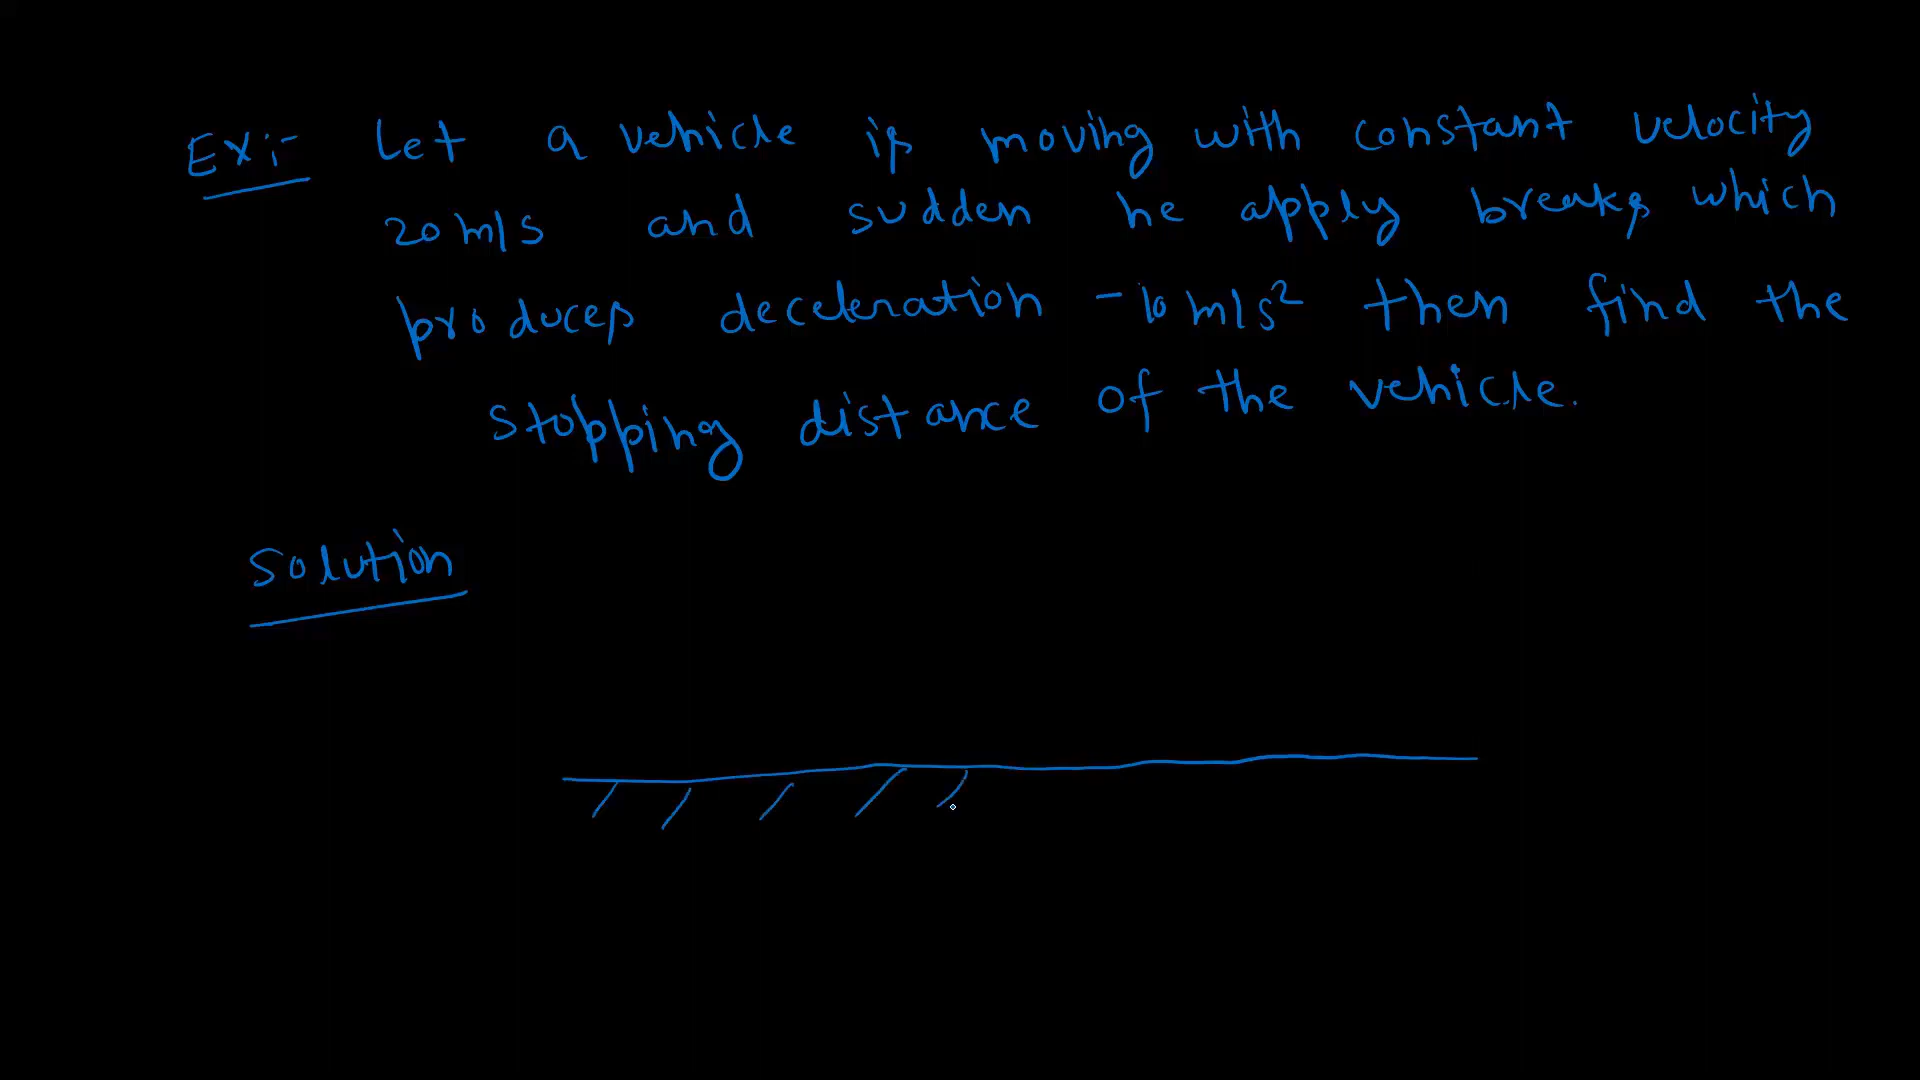 Ex:- Let a vehicle is moving with constant velocity
20 m/s and sudden he apply breaks which
produces deceleration -10 m/s² then find the
stopping distance of the vehicle.
Solution